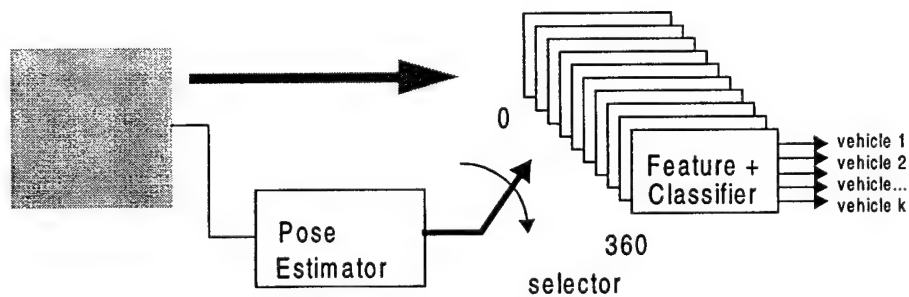 0
vehicle 1
vehicle 2
vehicle...
vehicle k
Feature +
Classifier
Pose
Estimator
360
selector